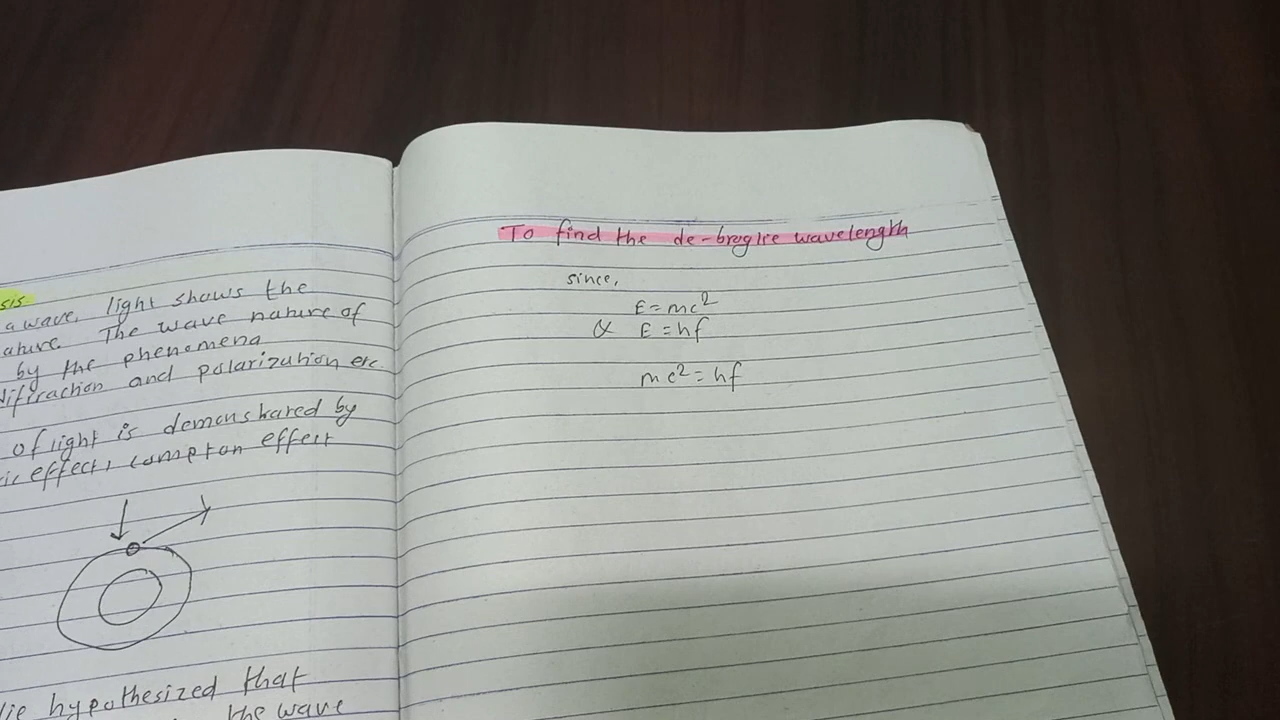 sis
a wave, light shows the
ature. The wave nature of
by the phenomena
diffraction and polarization etc.
of light is demonshared by
ic effect, compton effect
lie hypothesized that
the wave
To find the de-broglie wavelength
since,
E = mc²
& E = hf
mc² = hf